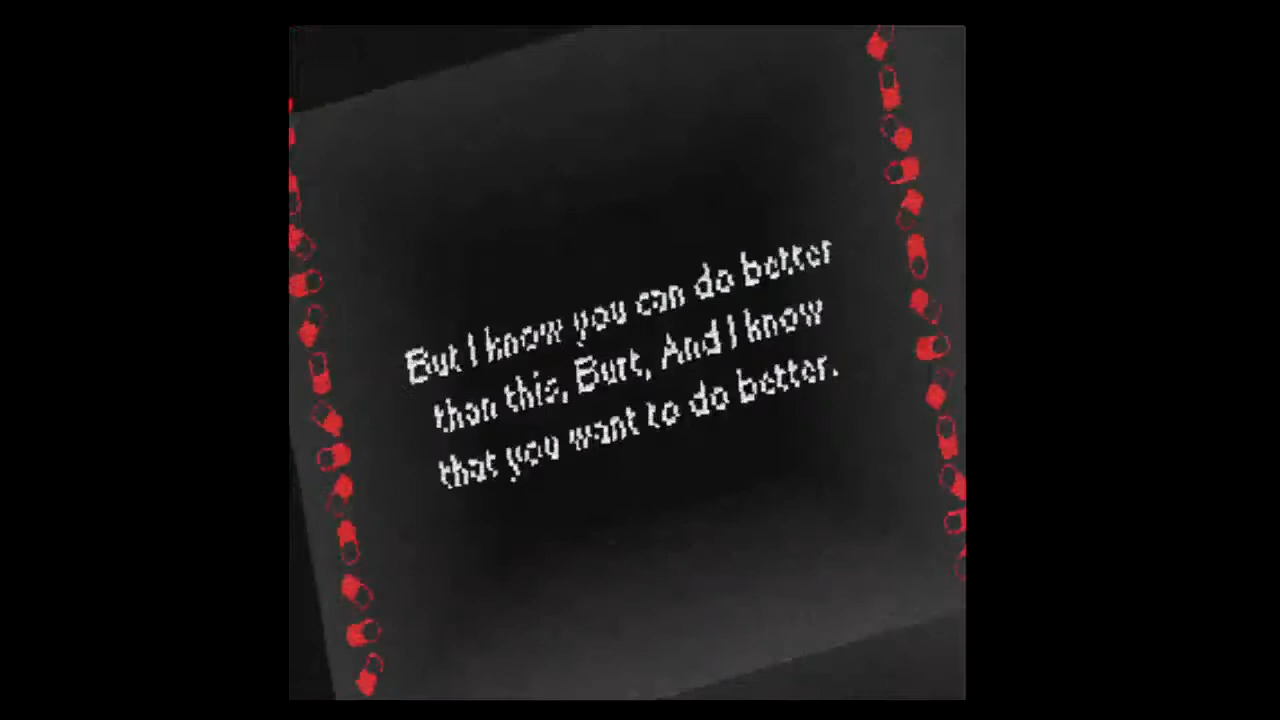 But I know you can do better
than this, Burt, And I know
that you want to do better.